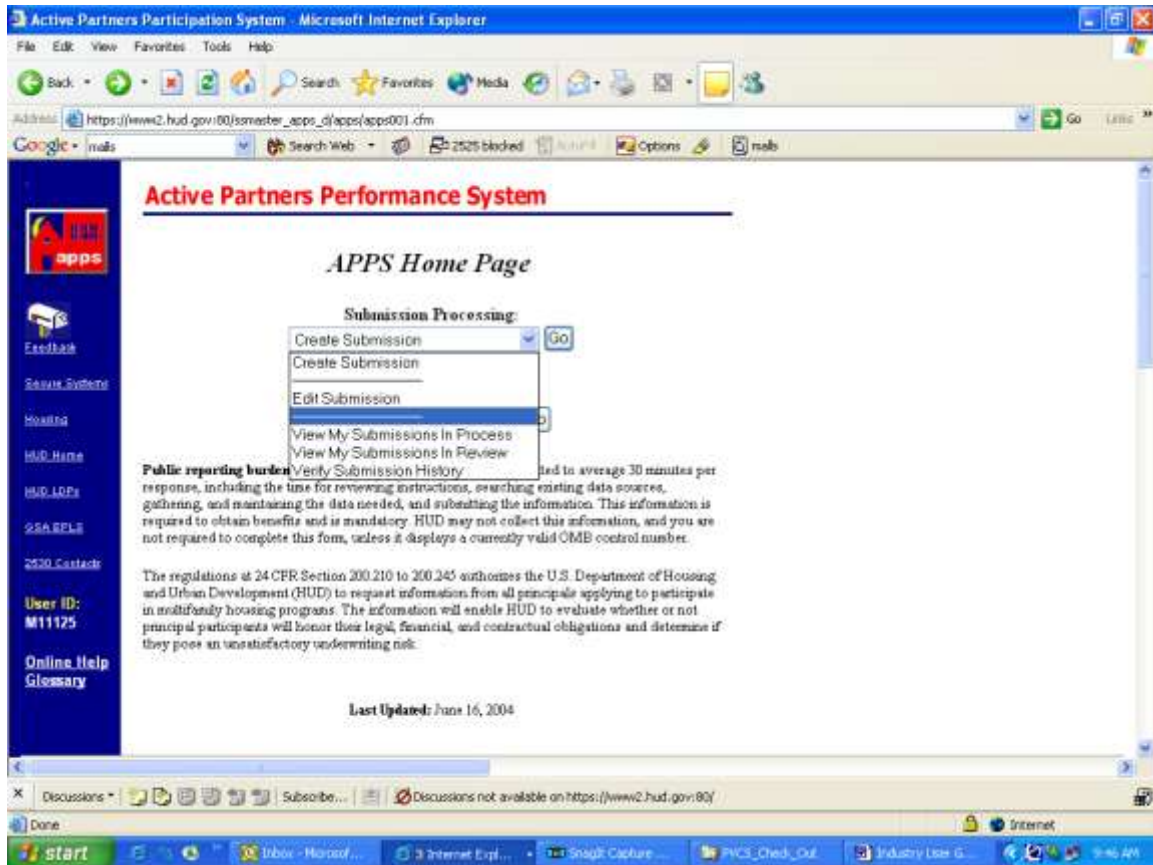 Active Partners Participation System - Microsoft Internet Explorer
File Edit View Favorites Tools Help
Back Search Favorites Media
Address https://www2.hud.gov:80/ssmaster_apps_d/apps/apps001.cfm Go Links »
Google malls Search Web 2525 blocked Options malls
Active Partners Performance System
apps
APPS Home Page
Submission Processing:
Create Submission Go
Create Submission
Edit Submission
View My Submissions In Process
View My Submissions In Review
Verify Submission History
Feedback
Secure Systems
Housing
HUD Home
HUD LDPs
GSA EPLS
2530 Contacts
User ID:
M11125
Online Help
Glossary
Public reporting burden ted to average 30 minutes per
response, including the time for reviewing instructions, searching existing data sources,
gathering, and maintaining the data needed, and submitting the information. This information is
required to obtain benefits and is mandatory. HUD may not collect this information, and you are
not required to complete this form, unless it displays a currently valid OMB control number.
The regulations at 24 CFR Section 200.210 to 200.245 authorizes the U.S. Department of Housing
and Urban Development (HUD) to request information from all principals applying to participate
in multifamily housing programs. The information will enable HUD to evaluate whether or not
principal participants will honor their legal, financial, and contractual obligations and determine if
they pose an unsatisfactory underwriting risk.
Last Updated: June 16, 2004
Discussions Subscribe... Discussions not available on https://www2.hud.gov:80/
Done Internet
start Inbox - Microsof... 3 Internet Expl... SnagIt Capture ... PVCS_Check_Out Industry User G... 9:46 AM